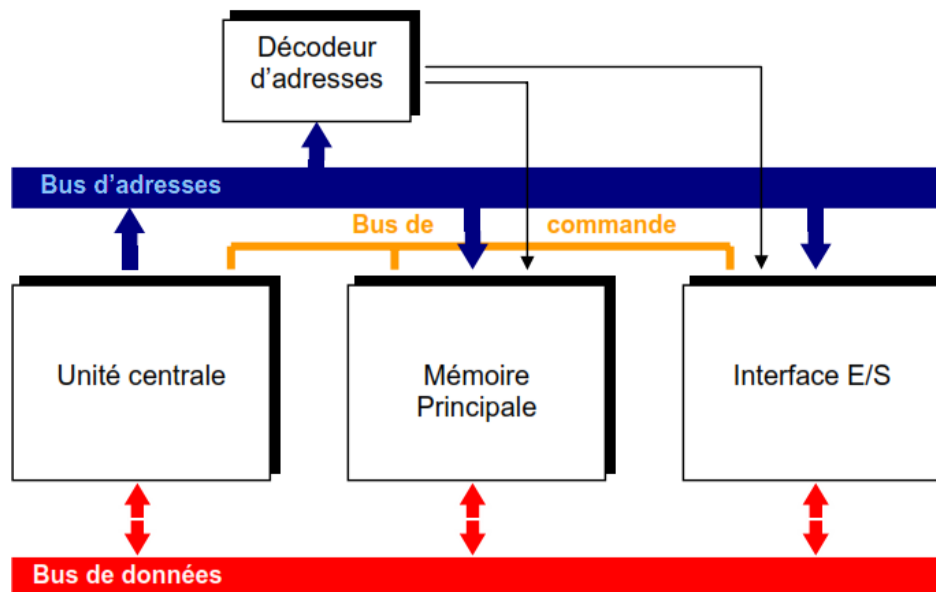 Décodeur
d'adresses
Bus d'adresses
Bus de commande
Unité centrale
Mémoire
Principale
Interface E/S
Bus de données